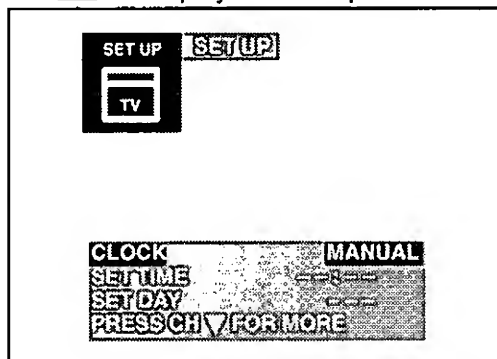 SET UP SET UP
TV
CLOCK MANUAL
SET TIME --:--
SET DAY ---
PRESS CH ▽ FOR MORE